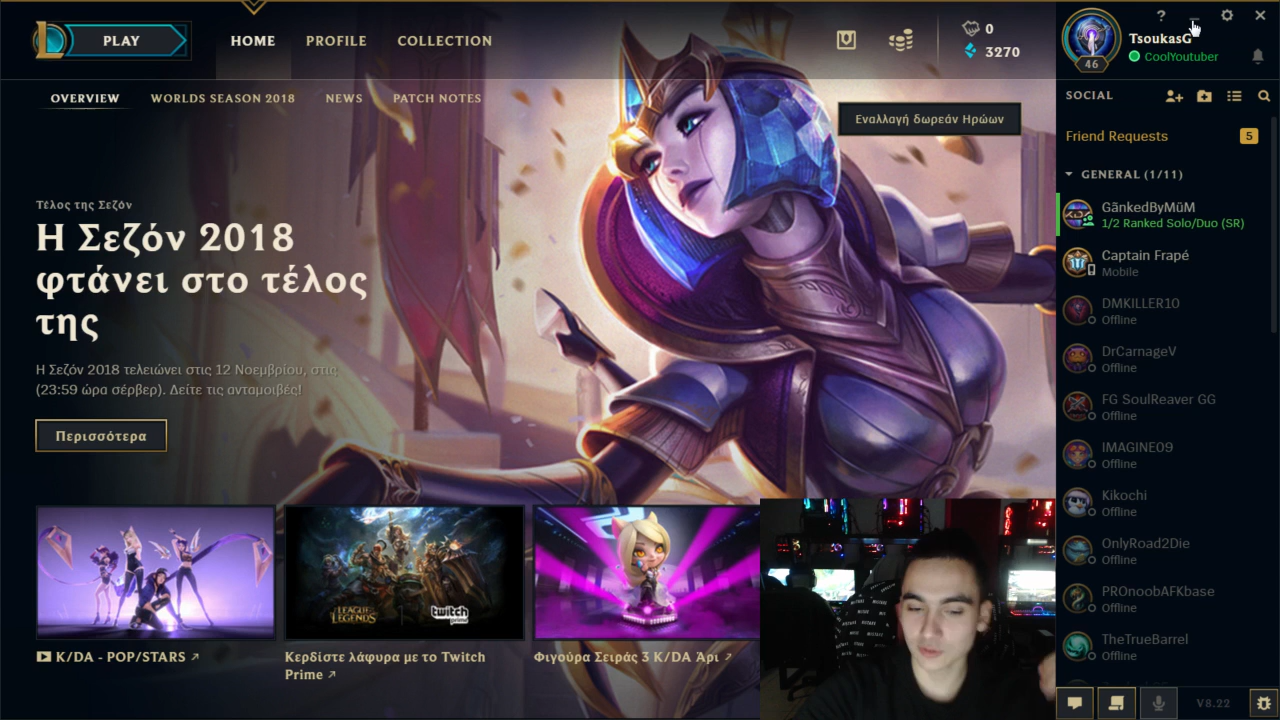 PLAY
HOME
PROFILE
COLLECTION
0
3270
?
TsoukasG
46
CoolYoutuber
OVERVIEW
WORLDS SEASON 2018
NEWS
PATCH NOTES
Εναλλαγή δωρεάν Ηρώων
SOCIAL
Friend Requests
5
GENERAL (1/11)
GãnkedByMüM
1/2 Ranked Solo/Duo (SR)
Captain Frapé
Mobile
DMKILLER10
Offline
DrCarnageV
Offline
FG SoulReaver GG
Offline
IMAGINE09
Offline
Kikochi
Offline
OnlyRoad2Die
Offline
PROnoobAFKbase
Offline
TheTrueBarrel
Offline
Τέλος της Σεζόν
Η Σεζόν 2018
φτάνει στο τέλος
της
Η Σεζόν 2018 τελειώνει στις 12 Νοεμβρίου, στις
(23:59 ώρα σέρβερ). Δείτε τις ανταμοιβές!
Περισσότερα
LEAGUE OF LEGENDS
twitch
prime
K/DA - POP/STARS
Κερδίστε λάφυρα με το Twitch
Prime
Φιγούρα Σειράς 3 K/DA Άρι
V8.22